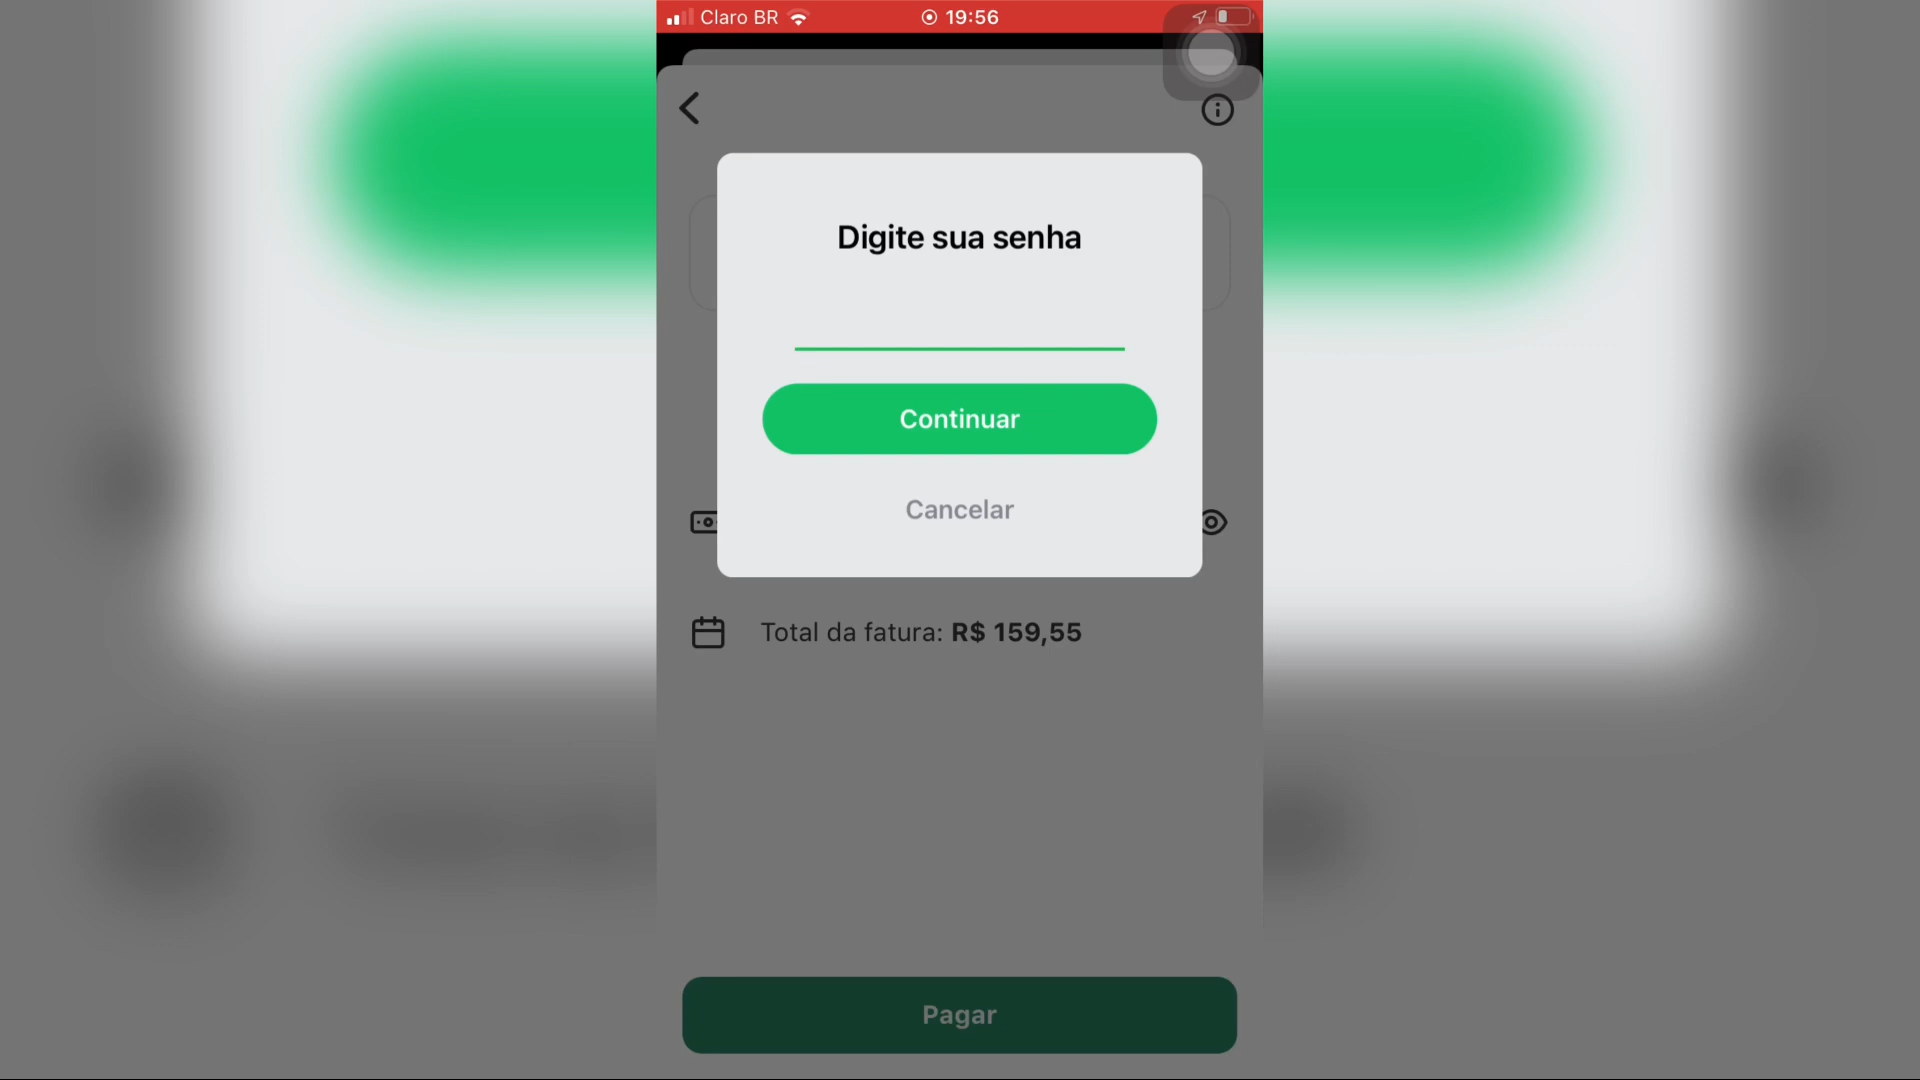 Claro BR 19:56
Digite sua senha
Continuar
Cancelar
Total da fatura: R$ 159,55
Pagar